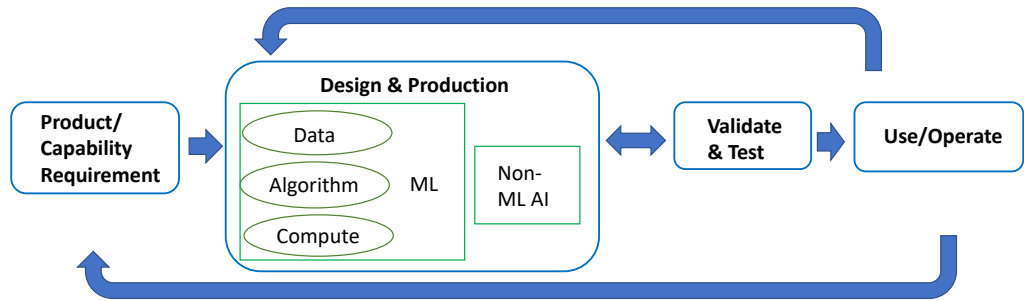 Product/
Capability
Requirement
Design & Production
Data
Algorithm
Compute
ML
Non-
ML AI
Validate
& Test
Use/Operate